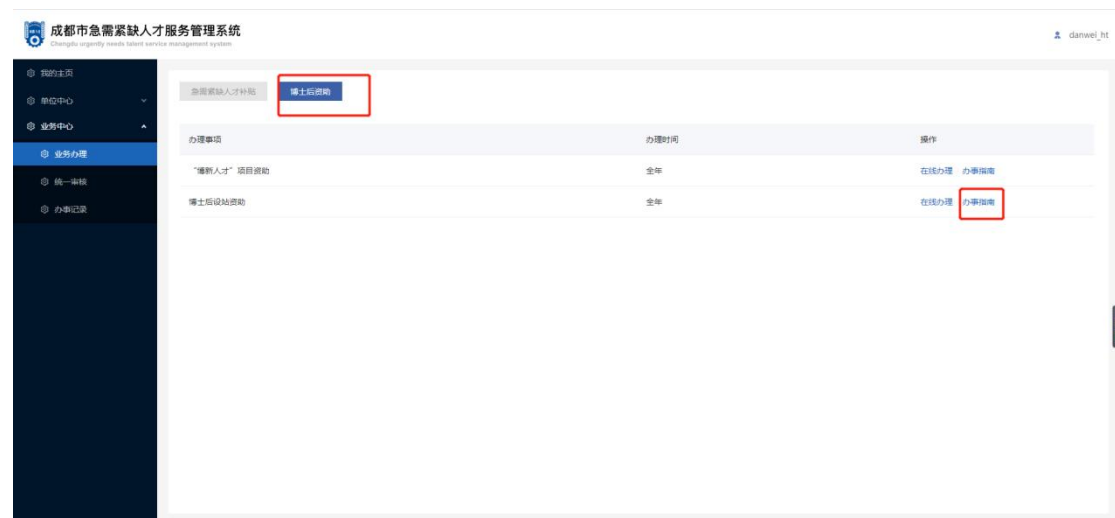 成都市急需紧缺人才服务管理系统
Chengdu urgently needs talent service management system
danwei_ht
我的主页
单位中心
业务中心
业务办理
统一审核
办事记录
急需紧缺人才补贴 博士后资助
办理事项 办理时间 操作
“博新人才”项目资助 全年 在线办理 办事指南
博士后设站资助 全年 在线办理 办事指南